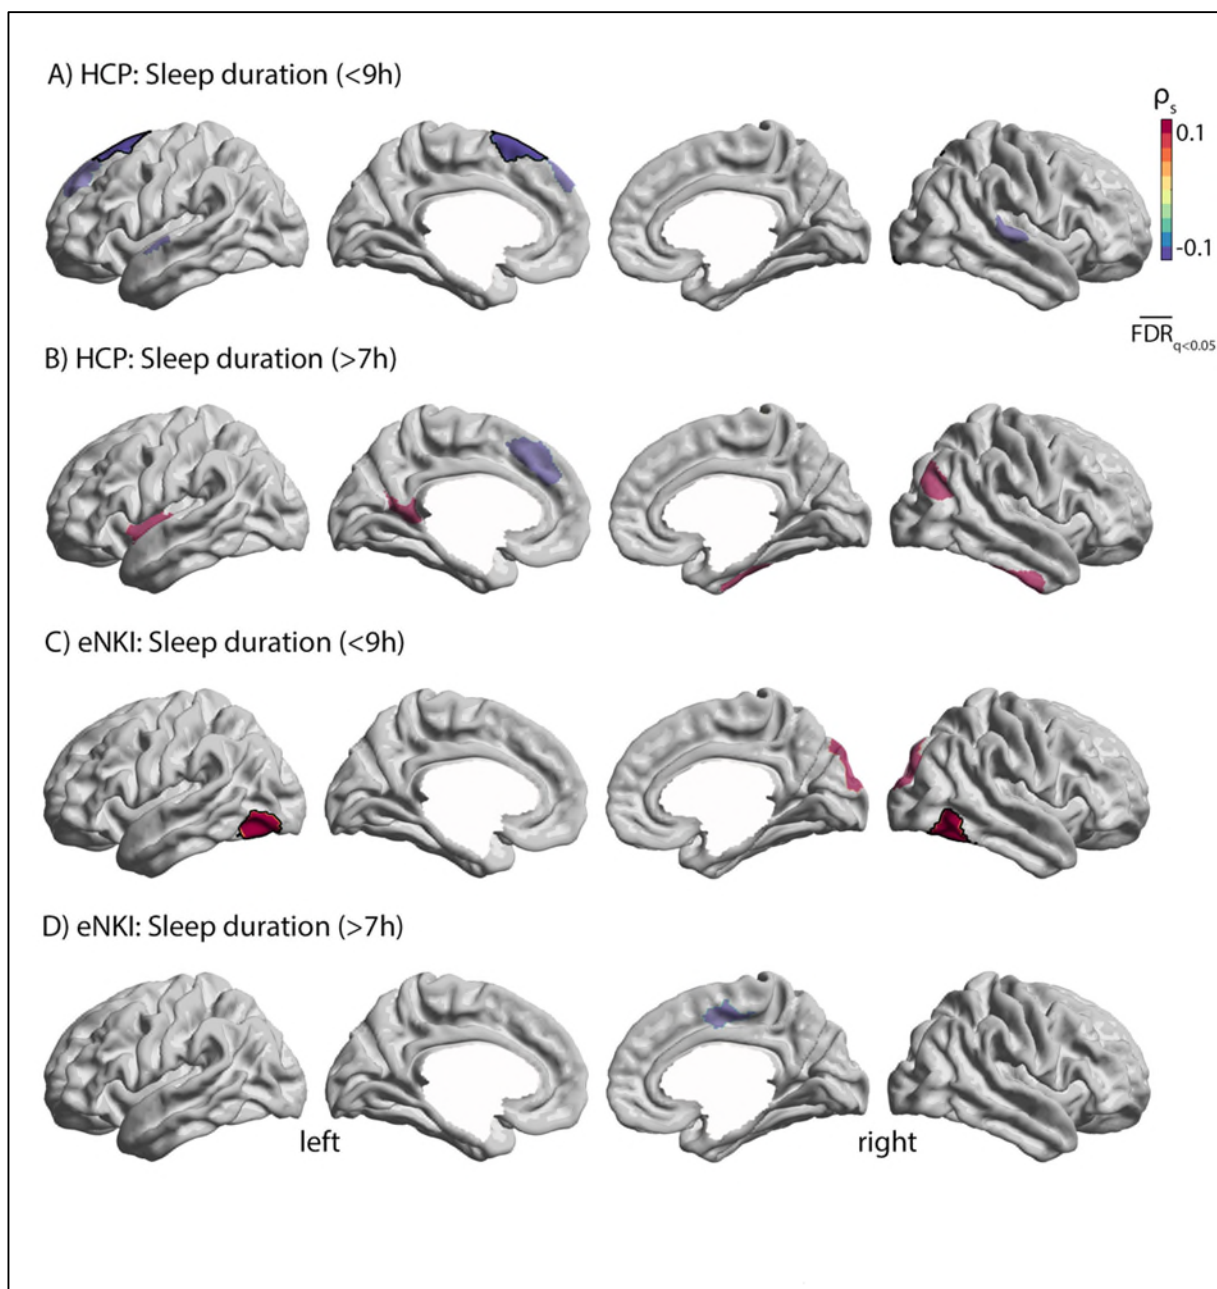 A) HCP: Sleep duration (<9h)
ρs
0.1
-0.1
FDR q<0.05
B) HCP: Sleep duration (>7h)
C) eNKI: Sleep duration (<9h)
D) eNKI: Sleep duration (>7h)
left
right